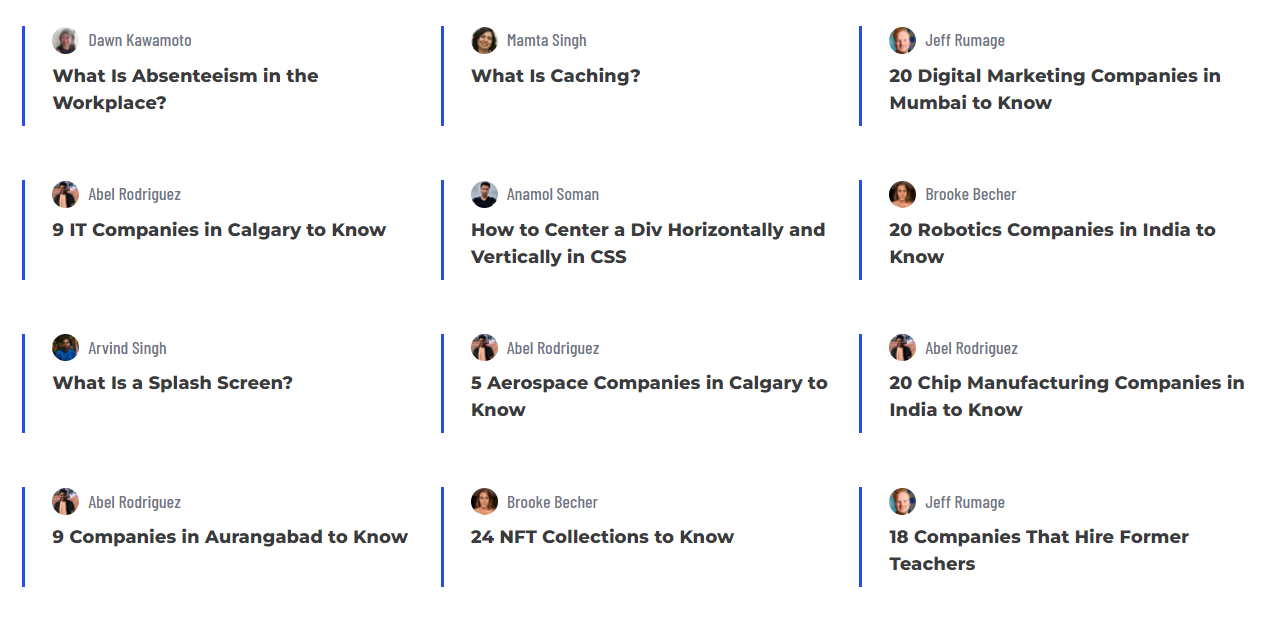 Dawn Kawamoto
What Is Absenteeism in the
Workplace?
Mamta Singh
What Is Caching?
Jeff Rumage
20 Digital Marketing Companies in
Mumbai to Know
Abel Rodriguez
9 IT Companies in Calgary to Know
Anamol Soman
How to Center a Div Horizontally and
Vertically in CSS
Brooke Becher
20 Robotics Companies in India to
Know
Arvind Singh
What Is a Splash Screen?
Abel Rodriguez
5 Aerospace Companies in Calgary to
Know
Abel Rodriguez
20 Chip Manufacturing Companies in
India to Know
Abel Rodriguez
9 Companies in Aurangabad to Know
Brooke Becher
24 NFT Collections to Know
Jeff Rumage
18 Companies That Hire Former
Teachers